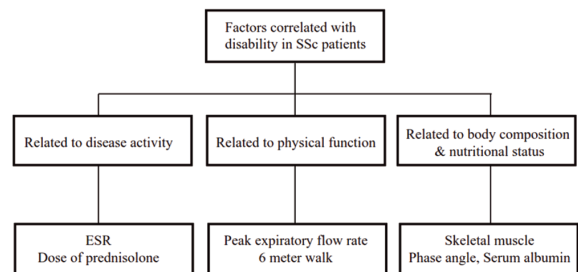 Factors correlated with
disability in SSc patients
Related to disease activity
Related to physical function
Related to body composition
& nutritional status
ESR
Dose of prednisolone
Peak expiratory flow rate
6 meter walk
Skeletal muscle
Phase angle, Serum albumin